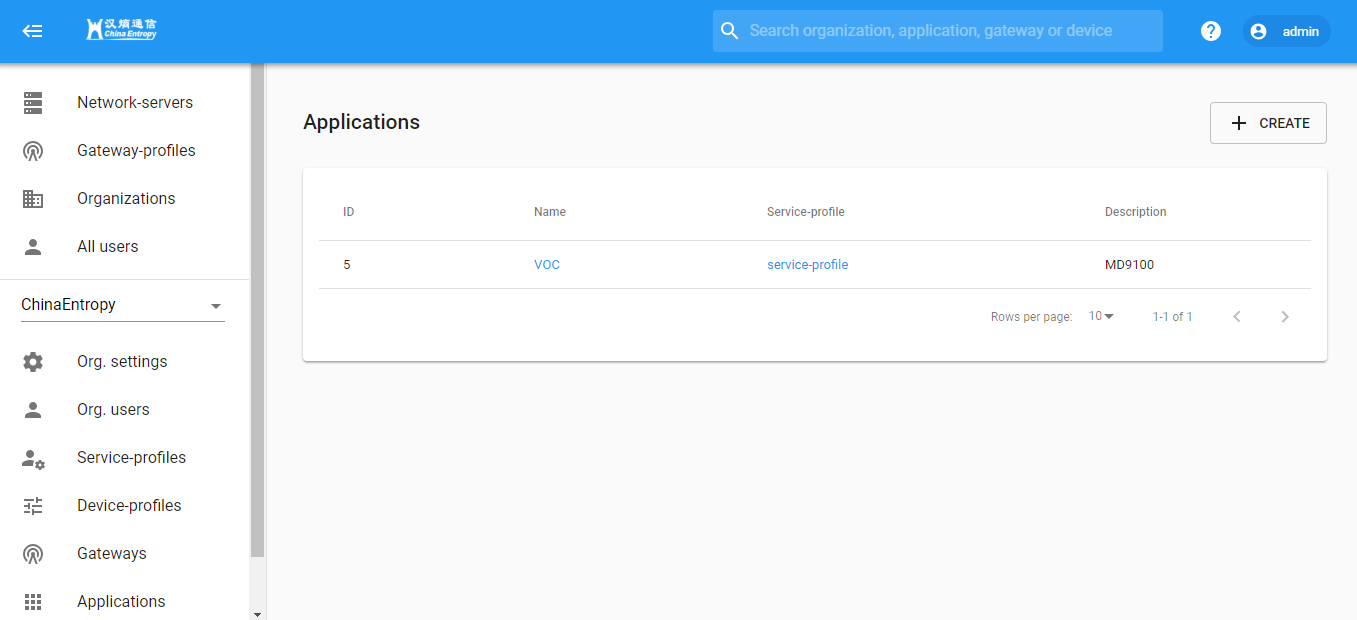 汉熵通信
China Entropy
Search organization, application, gateway or device
?
admin
Network-servers
Gateway-profiles
Organizations
All users
ChinaEntropy
Org. settings
Org. users
Service-profiles
Device-profiles
Gateways
Applications
Applications
+ CREATE
ID Name Service-profile Description
5 VOC service-profile MD9100
Rows per page: 10 1-1 of 1